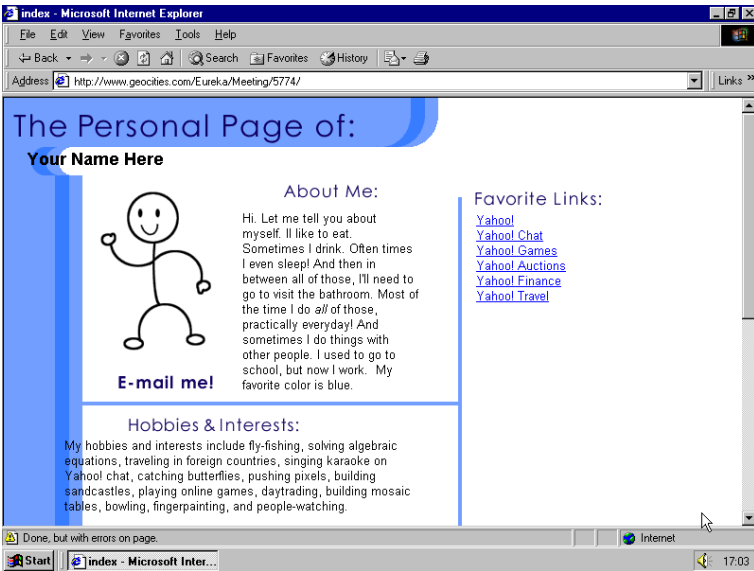 index - Microsoft Internet Explorer
File Edit View Favorites Tools Help
Back Search Favorites History
Address http://www.geocities.com/Eureka/Meeting/5774/ Links »
The Personal Page of:
Your Name Here
About Me:
Hi. Let me tell you about
myself. Il like to eat.
Sometimes I drink. Often times
I even sleep! And then in
between all of those, I'll need to
go to visit the bathroom. Most of
the time I do all of those,
practically everyday! And
sometimes I do things with
other people. I used to go to
school, but now I work. My
favorite color is blue.
E-mail me!
Favorite Links:
Yahoo!
Yahoo! Chat
Yahoo! Games
Yahoo! Auctions
Yahoo! Finance
Yahoo! Travel
Hobbies & Interests:
My hobbies and interests include fly-fishing, solving algebraic
equations, traveling in foreign countries, singing karaoke on
Yahoo! chat, catching butterflies, pushing pixels, building
sandcastles, playing online games, daytrading, building mosaic
tables, bowling, fingerpainting, and people-watching.
Done, but with errors on page. Internet
Start index - Microsoft Inter... 17:03